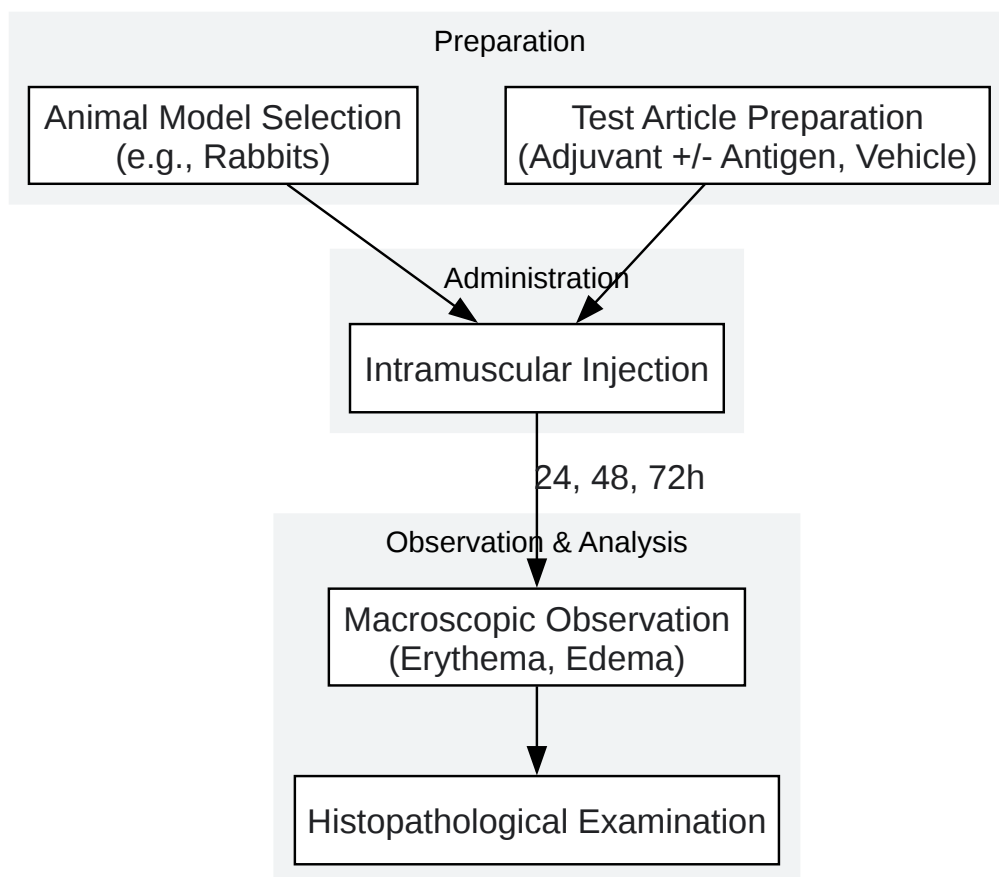 Preparation
Animal Model Selection
(e.g., Rabbits)
Test Article Preparation
(Adjuvant +/- Antigen, Vehicle)
Administration
Intramuscular Injection
24, 48, 72h
Observation & Analysis
Macroscopic Observation
(Erythema, Edema)
Histopathological Examination